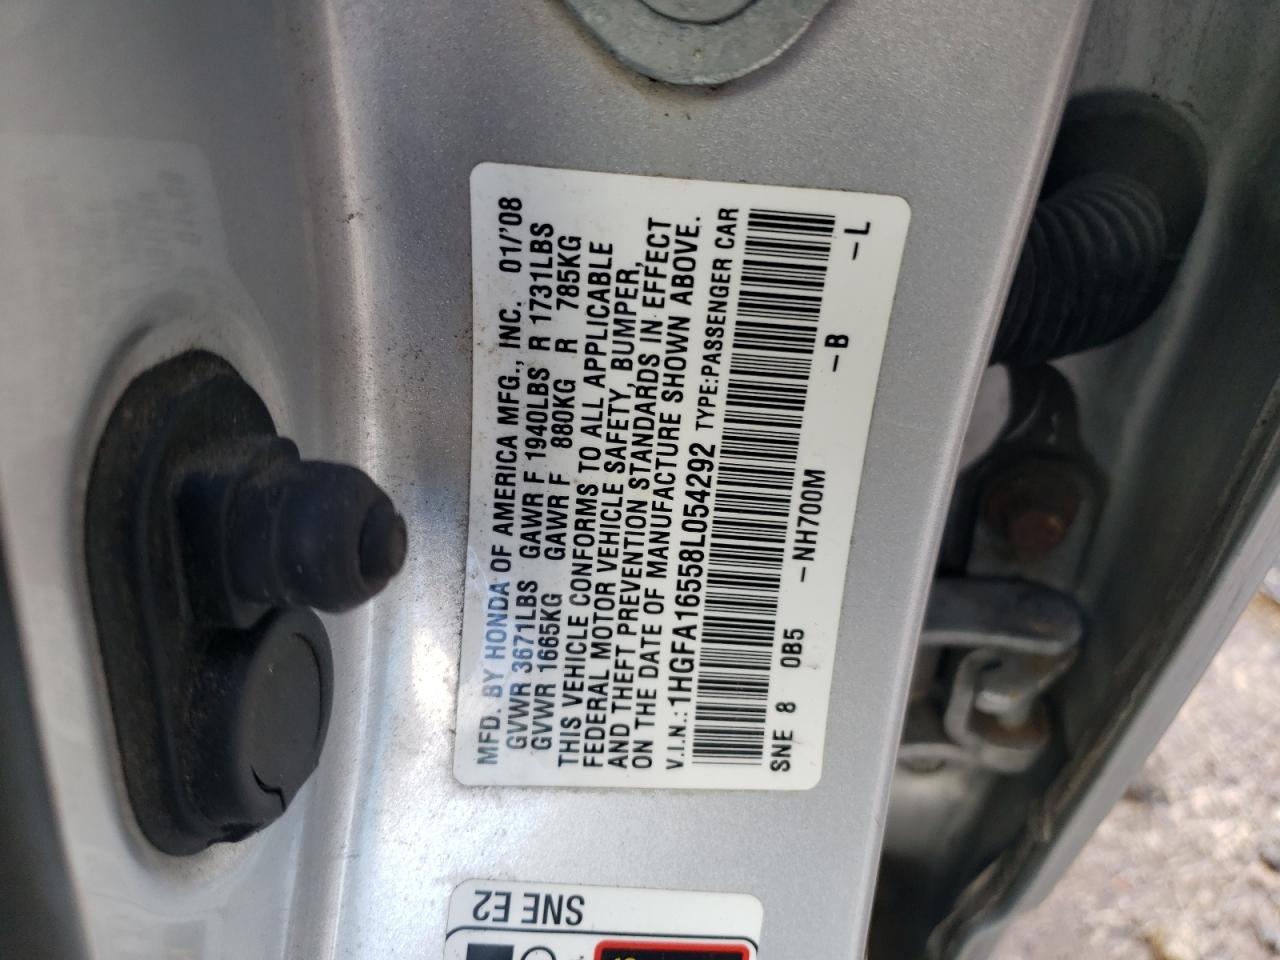 MFD. BY HONDA OF AMERICA MFG., INC. 01/'08
GVWR 3671LBS GAWR F 1940LBS R 1731LBS
GVWR 1665KG GAWR F 880KG R 785KG
THIS VEHICLE CONFORMS TO ALL APPLICABLE
FEDERAL MOTOR VEHICLE SAFETY, BUMPER,
AND THEFT PREVENTION STANDARDS IN EFFECT
ON THE DATE OF MANUFACTURE SHOWN ABOVE.
V.I.N.:1HGFA16558L054292 TYPE:PASSENGER CAR
SNE 8 0B5 -NH700M -B -L
SNE E2